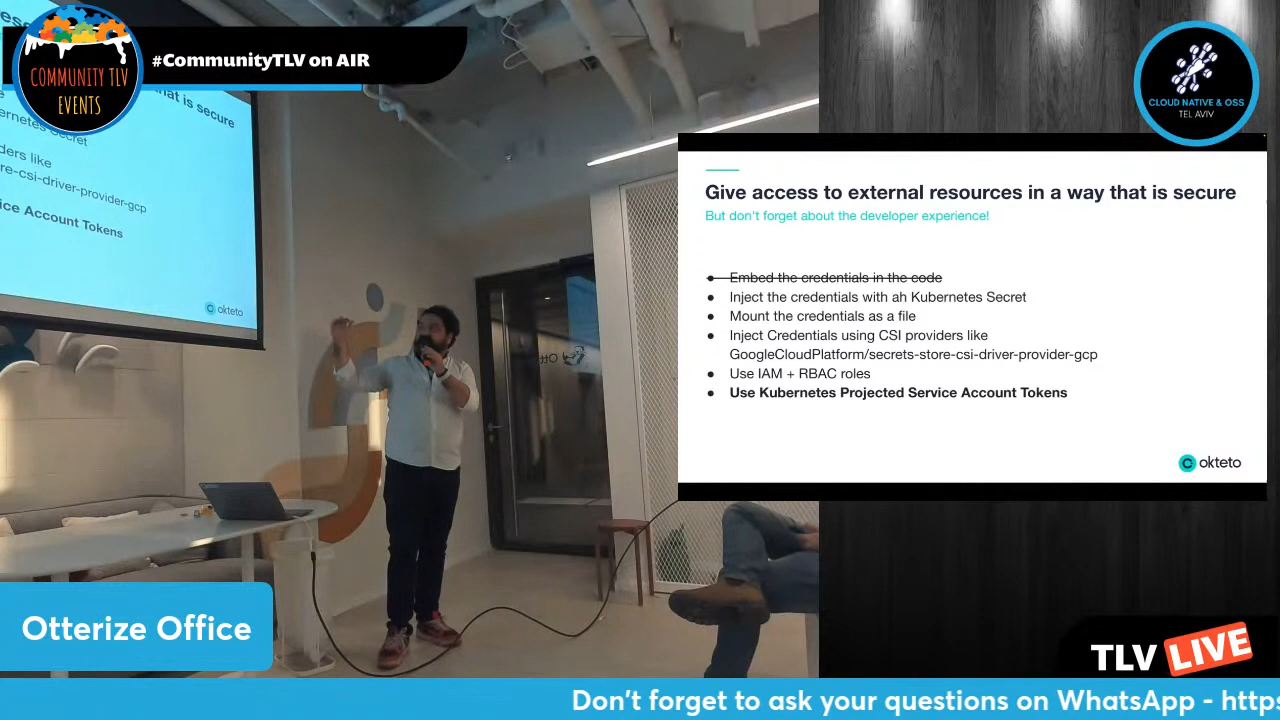 COMMUNITY TLV
EVENTS
#CommunityTLV on AIR
CLOUD NATIVE & OSS
TEL AVIV
that is secure
ernetes Secret
ders like
re-csi-driver-provider-gcp
ice Account Tokens
okteto
Give access to external resources in a way that is secure
But don't forget about the developer experience!
● Embed the credentials in the code
● Inject the credentials with ah Kubernetes Secret
● Mount the credentials as a file
● Inject Credentials using CSI providers like
GoogleCloudPlatform/secrets-store-csi-driver-provider-gcp
● Use IAM + RBAC roles
● Use Kubernetes Projected Service Account Tokens
okteto
Otterize Office
TLV LIVE
Don't forget to ask your questions on WhatsApp - https